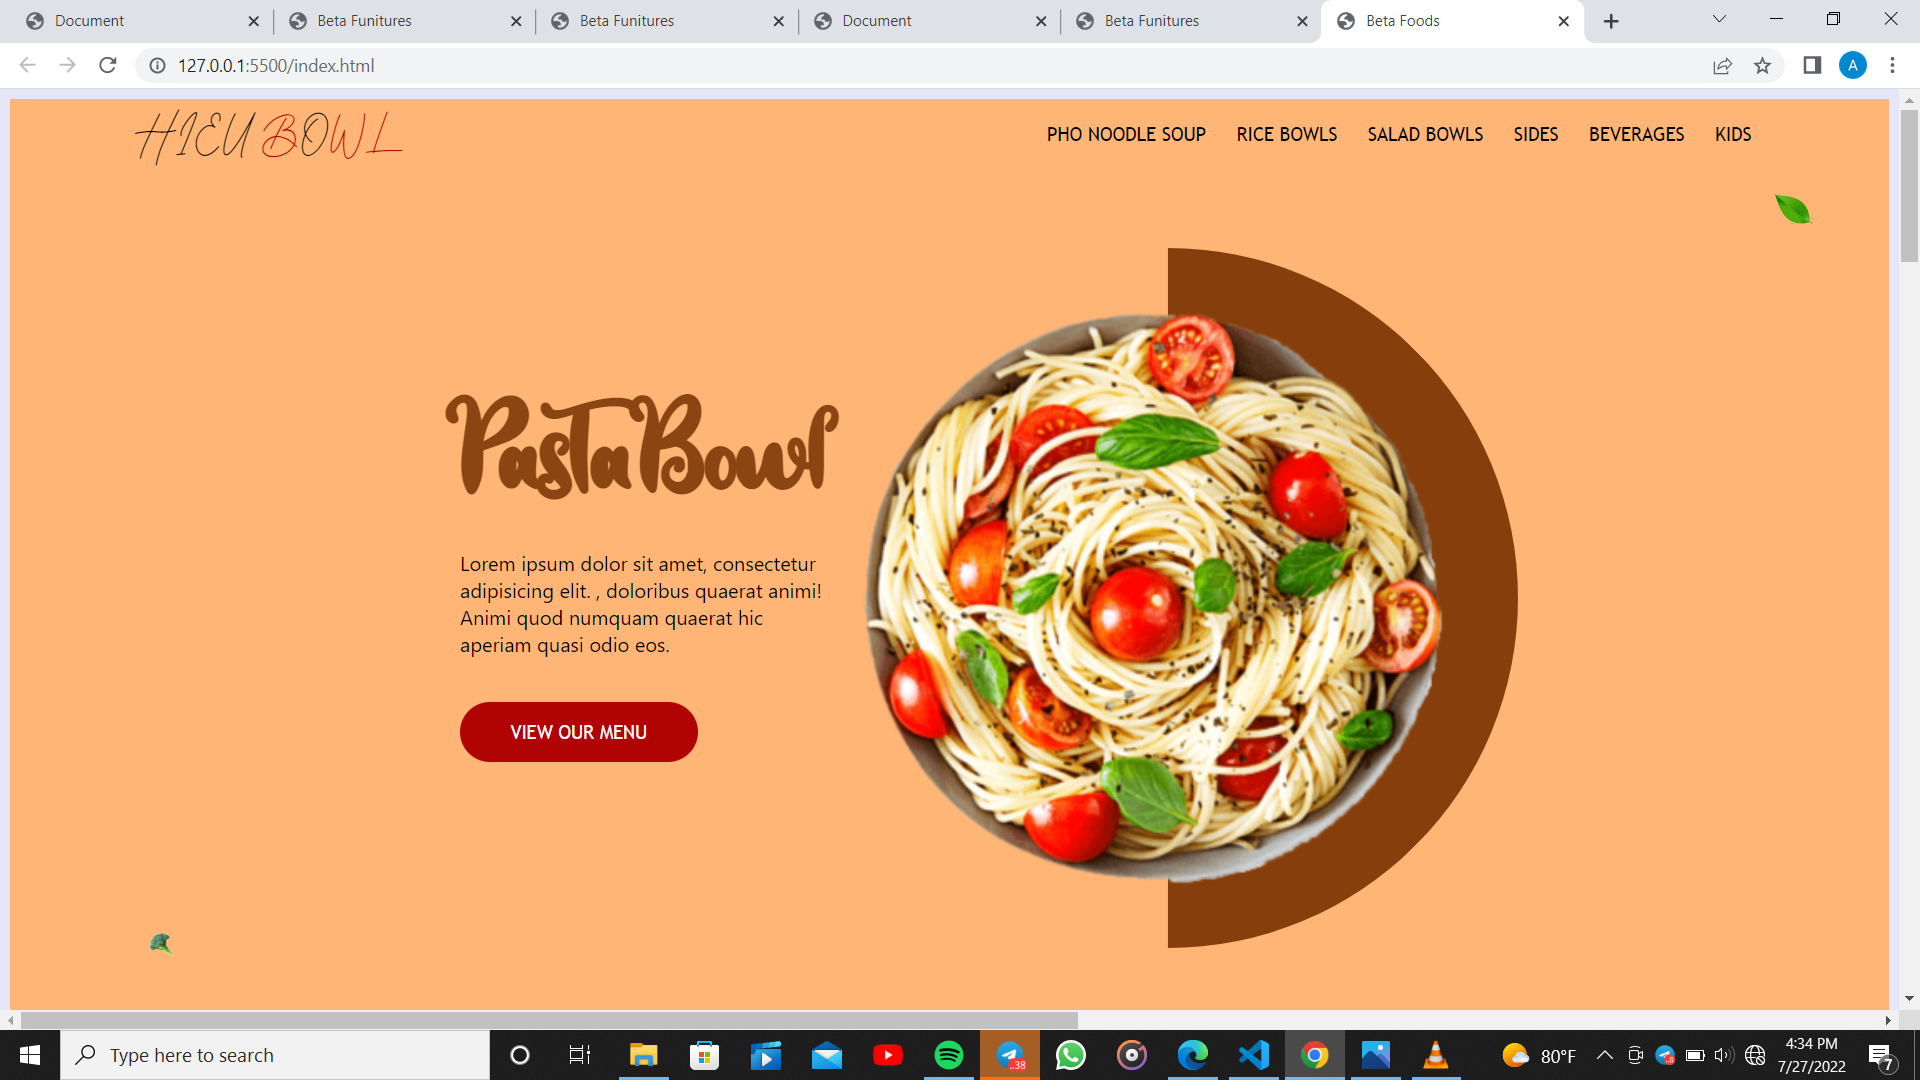 Document
Beta Funitures
Beta Funitures
Document
Beta Funitures
Beta Foods
127.0.0.1:5500/index.html
A
HIEU BOWL
PHO NOODLE SOUP
RICE BOWLS
SALAD BOWLS
SIDES
BEVERAGES
KIDS
Pasta Bowl
Lorem ipsum dolor sit amet, consectetur
adipisicing elit. , doloribus quaerat animi!
Animi quod numquam quaerat hic
aperiam quasi odio eos.
VIEW OUR MENU
Type here to search
..38
80°F
4:34 PM
7/27/2022
7